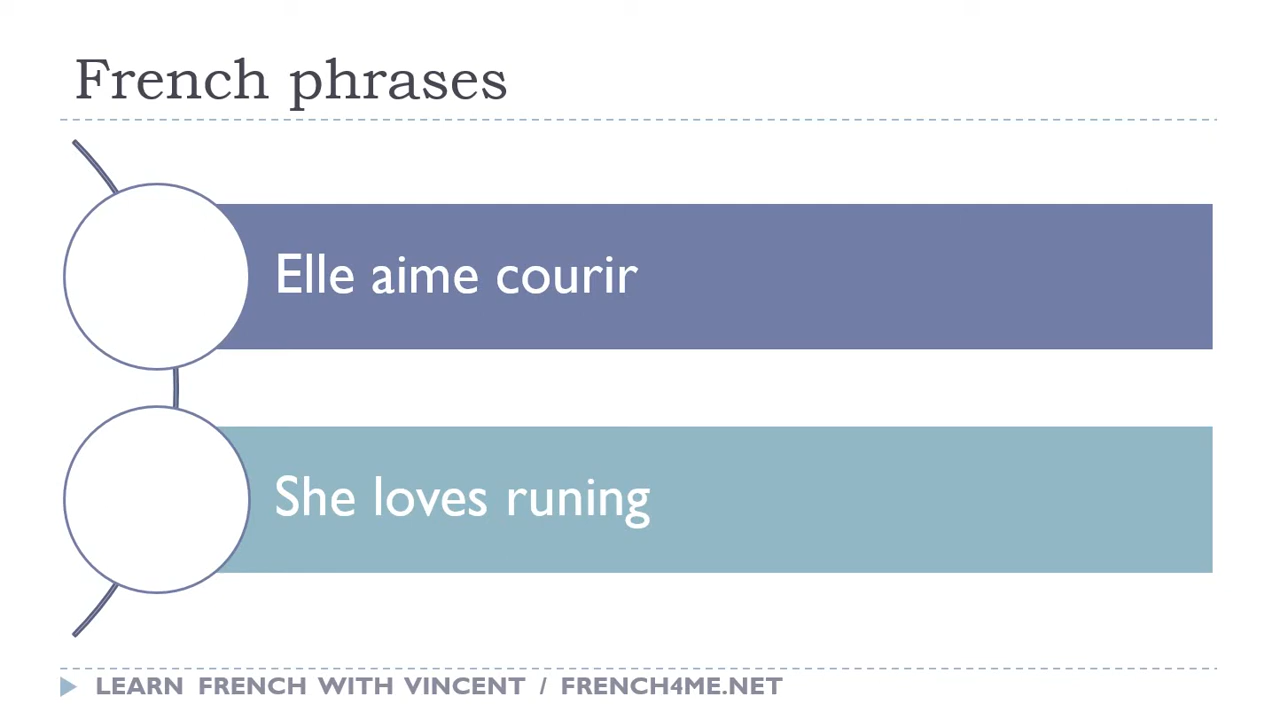 French phrases
Elle aime courir
She loves runing
LEARN FRENCH WITH VINCENT / FRENCH4ME.NET